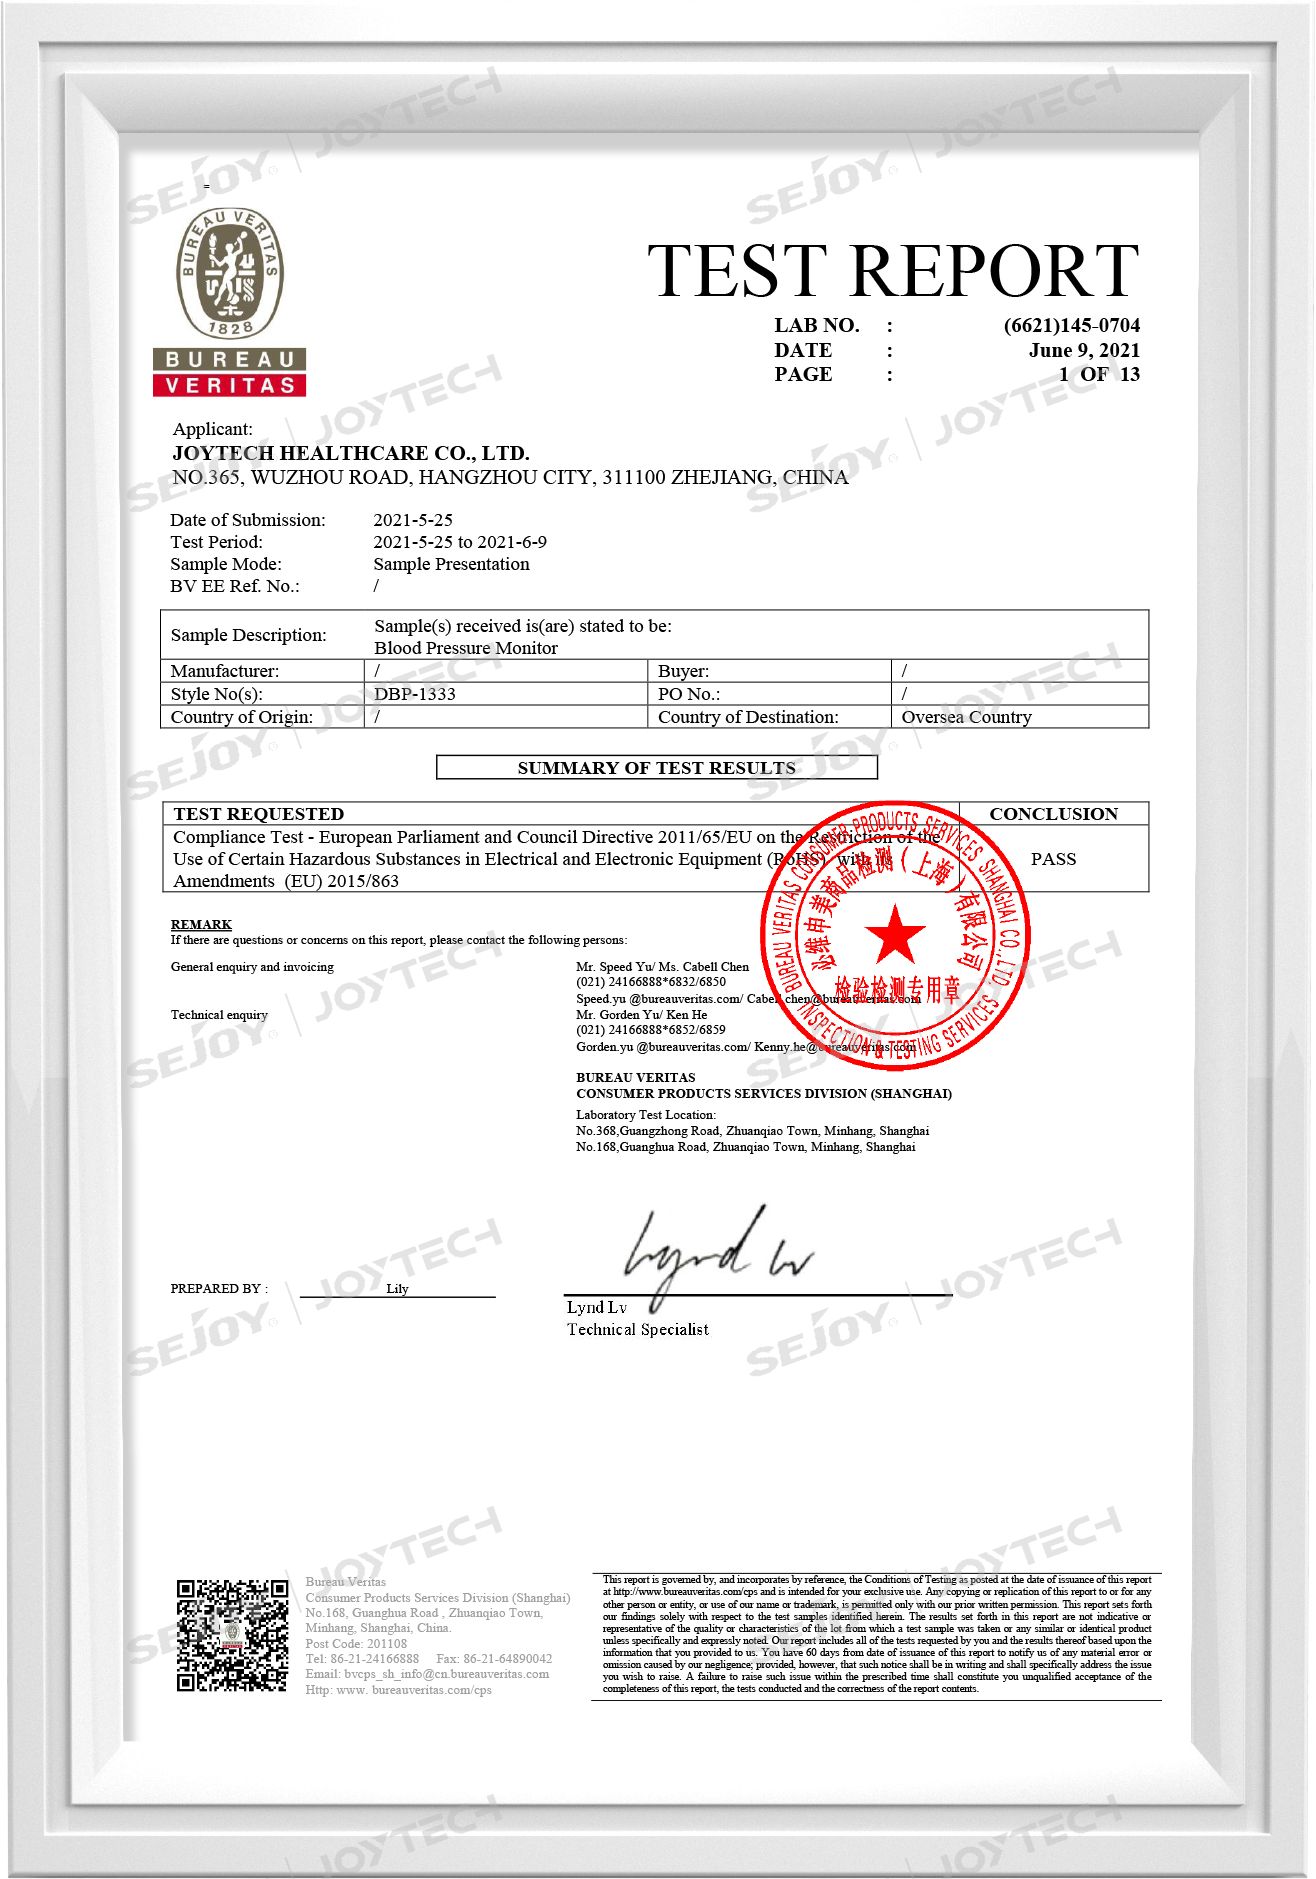 SEJOY | JOYTECH
=
BUREAU VERITAS
1828
BUREAU
VERITAS
TEST REPORT
LAB NO. : (6621)145-0704
DATE : June 9, 2021
PAGE : 1 OF 13
Applicant:
JOYTECH HEALTHCARE CO., LTD.
NO.365, WUZHOU ROAD, HANGZHOU CITY, 311100 ZHEJIANG, CHINA
Date of Submission: 2021-5-25
Test Period: 2021-5-25 to 2021-6-9
Sample Mode: Sample Presentation
BV EE Ref. No.: /
Sample Description: Sample(s) received is(are) stated to be:
Blood Pressure Monitor
Manufacturer: / Buyer: /
Style No(s): DBP-1333 PO No.: /
Country of Origin: / Country of Destination: Oversea Country
SUMMARY OF TEST RESULTS
TEST REQUESTED CONCLUSION
Compliance Test - European Parliament and Council Directive 2011/65/EU on the Restriction of the
Use of Certain Hazardous Substances in Electrical and Electronic Equipment (RoHS) with its PASS
Amendments (EU) 2015/863
BUREAU VERITAS CONSUMER PRODUCTS SERVICES SHANGHAI CO.,LTD.
必维申美商品检测（上海）有限公司
检验检测专用章
INSPECTION & TESTING SERVICES
REMARK
If there are questions or concerns on this report, please contact the following persons:
General enquiry and invoicing Mr. Speed Yu/ Ms. Cabell Chen
(021) 24166888*6832/6850
Speed.yu @bureauveritas.com/ Cabell.chen@bureauveritas.com
Technical enquiry Mr. Gorden Yu/ Ken He
(021) 24166888*6852/6859
Gorden.yu @bureauveritas.com/ Kenny.he@bureauveritas.com
BUREAU VERITAS
CONSUMER PRODUCTS SERVICES DIVISION (SHANGHAI)
Laboratory Test Location:
No.368,Guangzhong Road, Zhuanqiao Town, Minhang, Shanghai
No.168,Guanghua Road, Zhuanqiao Town, Minhang, Shanghai
Lynd Lv
PREPARED BY : Lily
Lynd Lv
Technical Specialist
Bureau Veritas
Consumer Products Services Division (Shanghai)
No.168, Guanghua Road , Zhuanqiao Town,
Minhang, Shanghai, China.
Post Code: 201108
Tel: 86-21-24166888 Fax: 86-21-64890042
Email: bvcps_sh_info@cn.bureauveritas.com
Http: www. bureauveritas.com/cps
This report is governed by, and incorporates by reference, the Conditions of Testing as posted at the date of issuance of this report
at http://www.bureauveritas.com/cps and is intended for your exclusive use. Any copying or replication of this report to or for any
other person or entity, or use of our name or trademark, is permitted only with our prior written permission. This report sets forth
our findings solely with respect to the test samples identified herein. The results set forth in this report are not indicative or
representative of the quality or characteristics of the lot from which a test sample was taken or any similar or identical product
unless specifically and expressly noted. Our report includes all of the tests requested by you and the results thereof based upon the
information that you provided to us. You have 60 days from date of issuance of this report to notify us of any material error or
omission caused by our negligence; provided, however, that such notice shall be in writing and shall specifically address the issue
you wish to raise. A failure to raise such issue within the prescribed time shall constitute you unqualified acceptance of the
completeness of this report, the tests conducted and the correctness of the report contents.